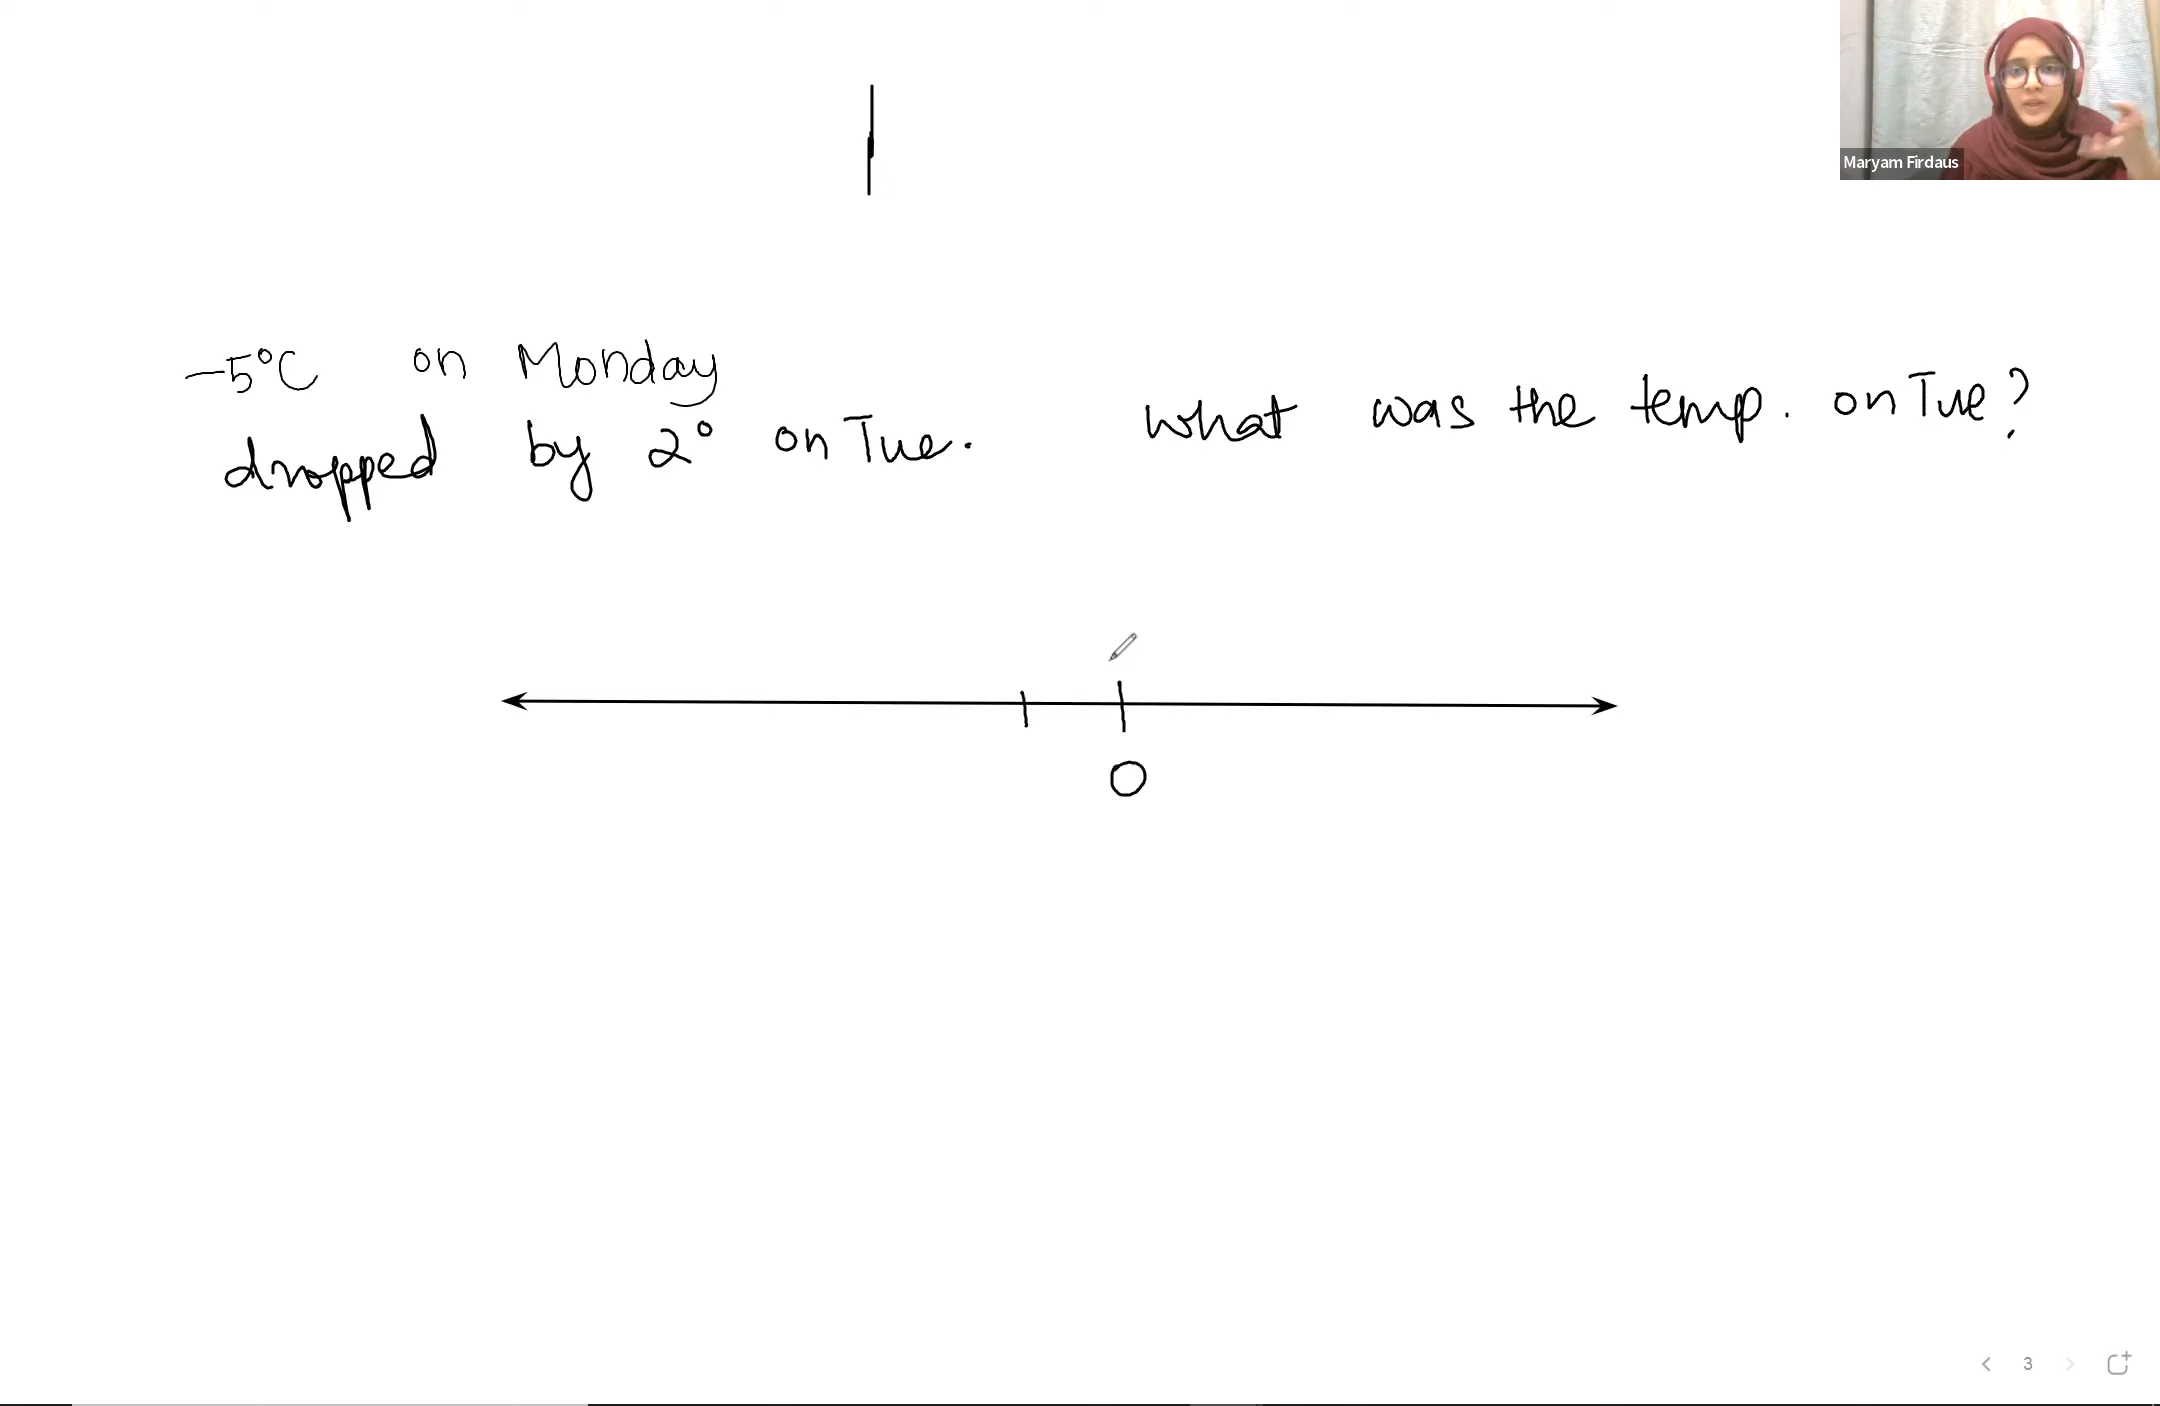 Maryam Firdaus
-5°C on Monday
dropped by 2° on Tue.
what was the temp. on Tue?
0
3